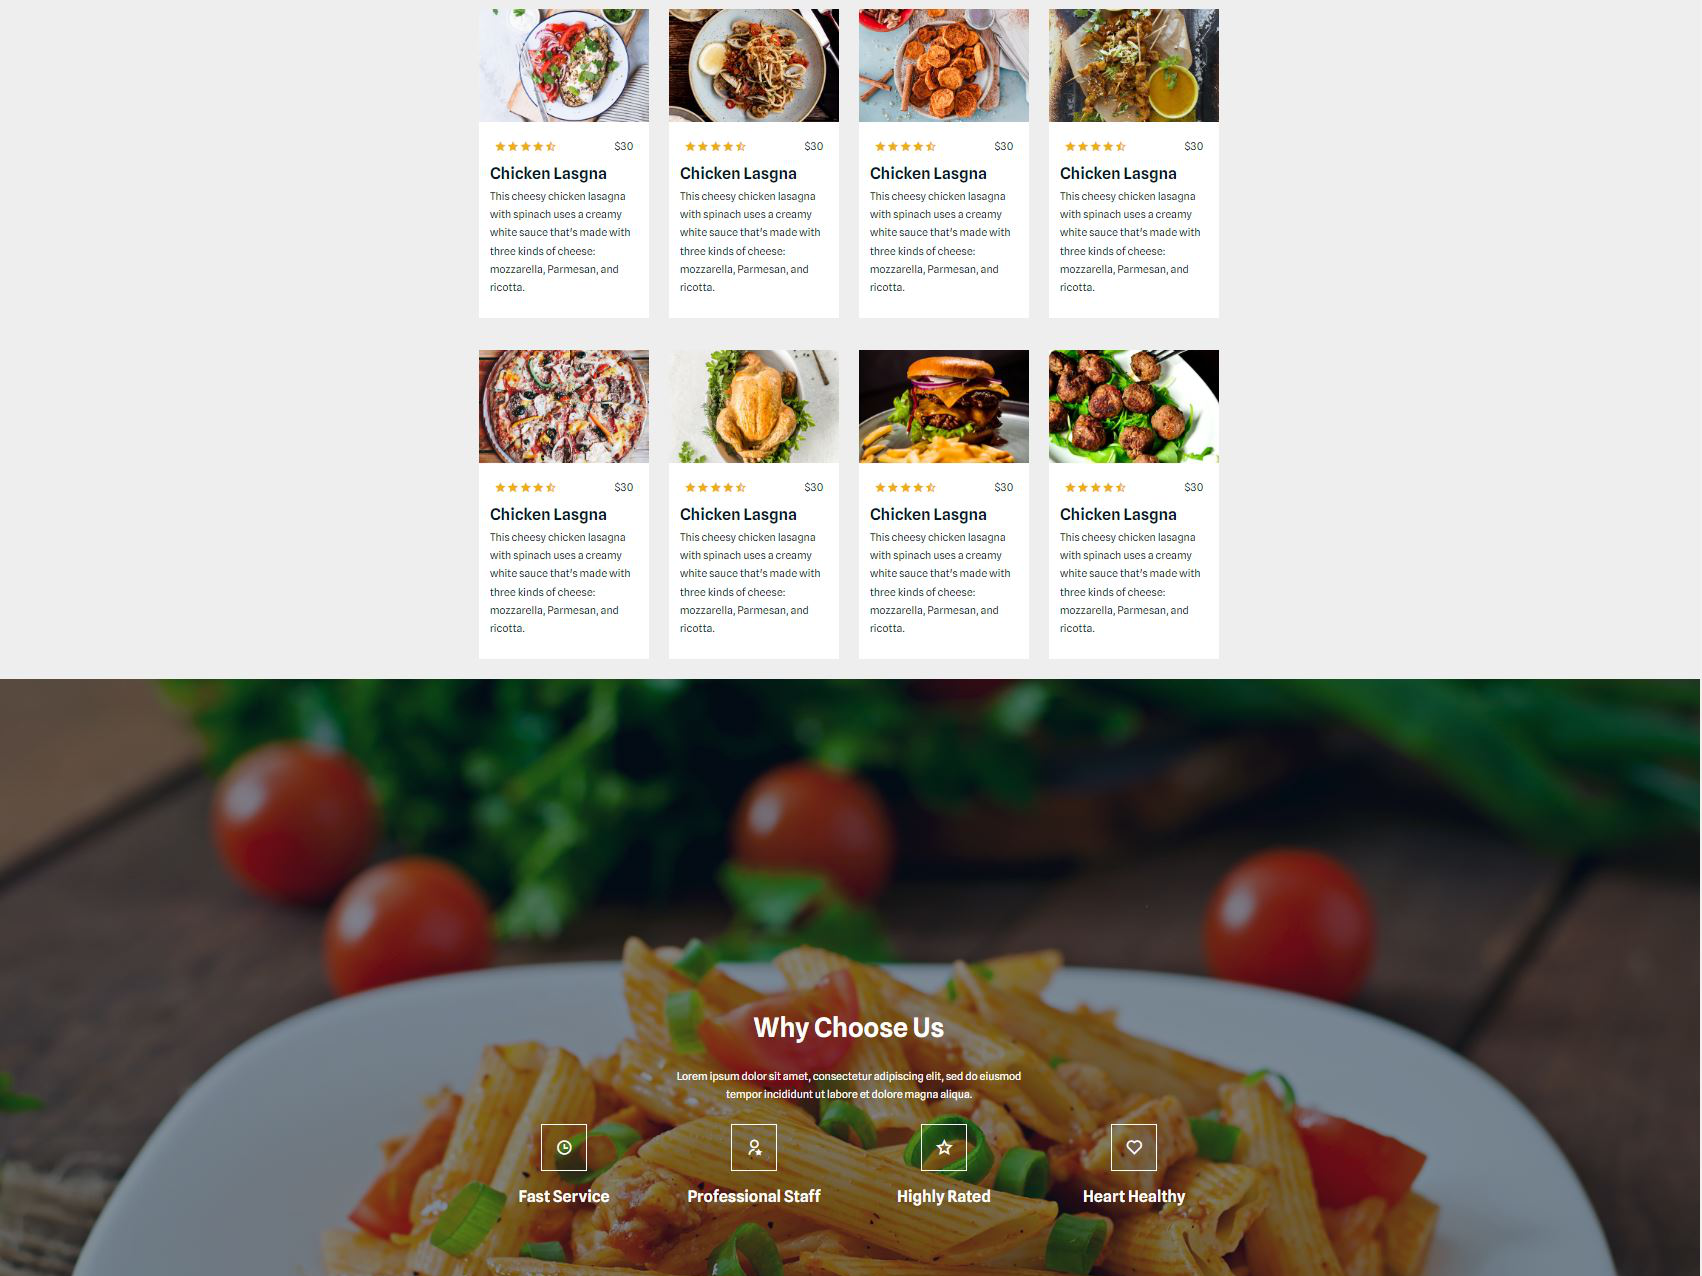 $30
Chicken Lasgna
This cheesy chicken lasagna
with spinach uses a creamy
white sauce that's made with
three kinds of cheese:
mozzarella, Parmesan, and
ricotta.
$30
Chicken Lasgna
This cheesy chicken lasagna
with spinach uses a creamy
white sauce that's made with
three kinds of cheese:
mozzarella, Parmesan, and
ricotta.
$30
Chicken Lasgna
This cheesy chicken lasagna
with spinach uses a creamy
white sauce that's made with
three kinds of cheese:
mozzarella, Parmesan, and
ricotta.
$30
Chicken Lasgna
This cheesy chicken lasagna
with spinach uses a creamy
white sauce that's made with
three kinds of cheese:
mozzarella, Parmesan, and
ricotta.
$30
Chicken Lasgna
This cheesy chicken lasagna
with spinach uses a creamy
white sauce that's made with
three kinds of cheese:
mozzarella, Parmesan, and
ricotta.
$30
Chicken Lasgna
This cheesy chicken lasagna
with spinach uses a creamy
white sauce that's made with
three kinds of cheese:
mozzarella, Parmesan, and
ricotta.
$30
Chicken Lasgna
This cheesy chicken lasagna
with spinach uses a creamy
white sauce that's made with
three kinds of cheese:
mozzarella, Parmesan, and
ricotta.
$30
Chicken Lasgna
This cheesy chicken lasagna
with spinach uses a creamy
white sauce that's made with
three kinds of cheese:
mozzarella, Parmesan, and
ricotta.
Why Choose Us
Lorem ipsum dolor sit amet, consectetur adipiscing elit, sed do eiusmod
tempor incididunt ut labore et dolore magna aliqua.
Fast Service
Professional Staff
Highly Rated
Heart Healthy